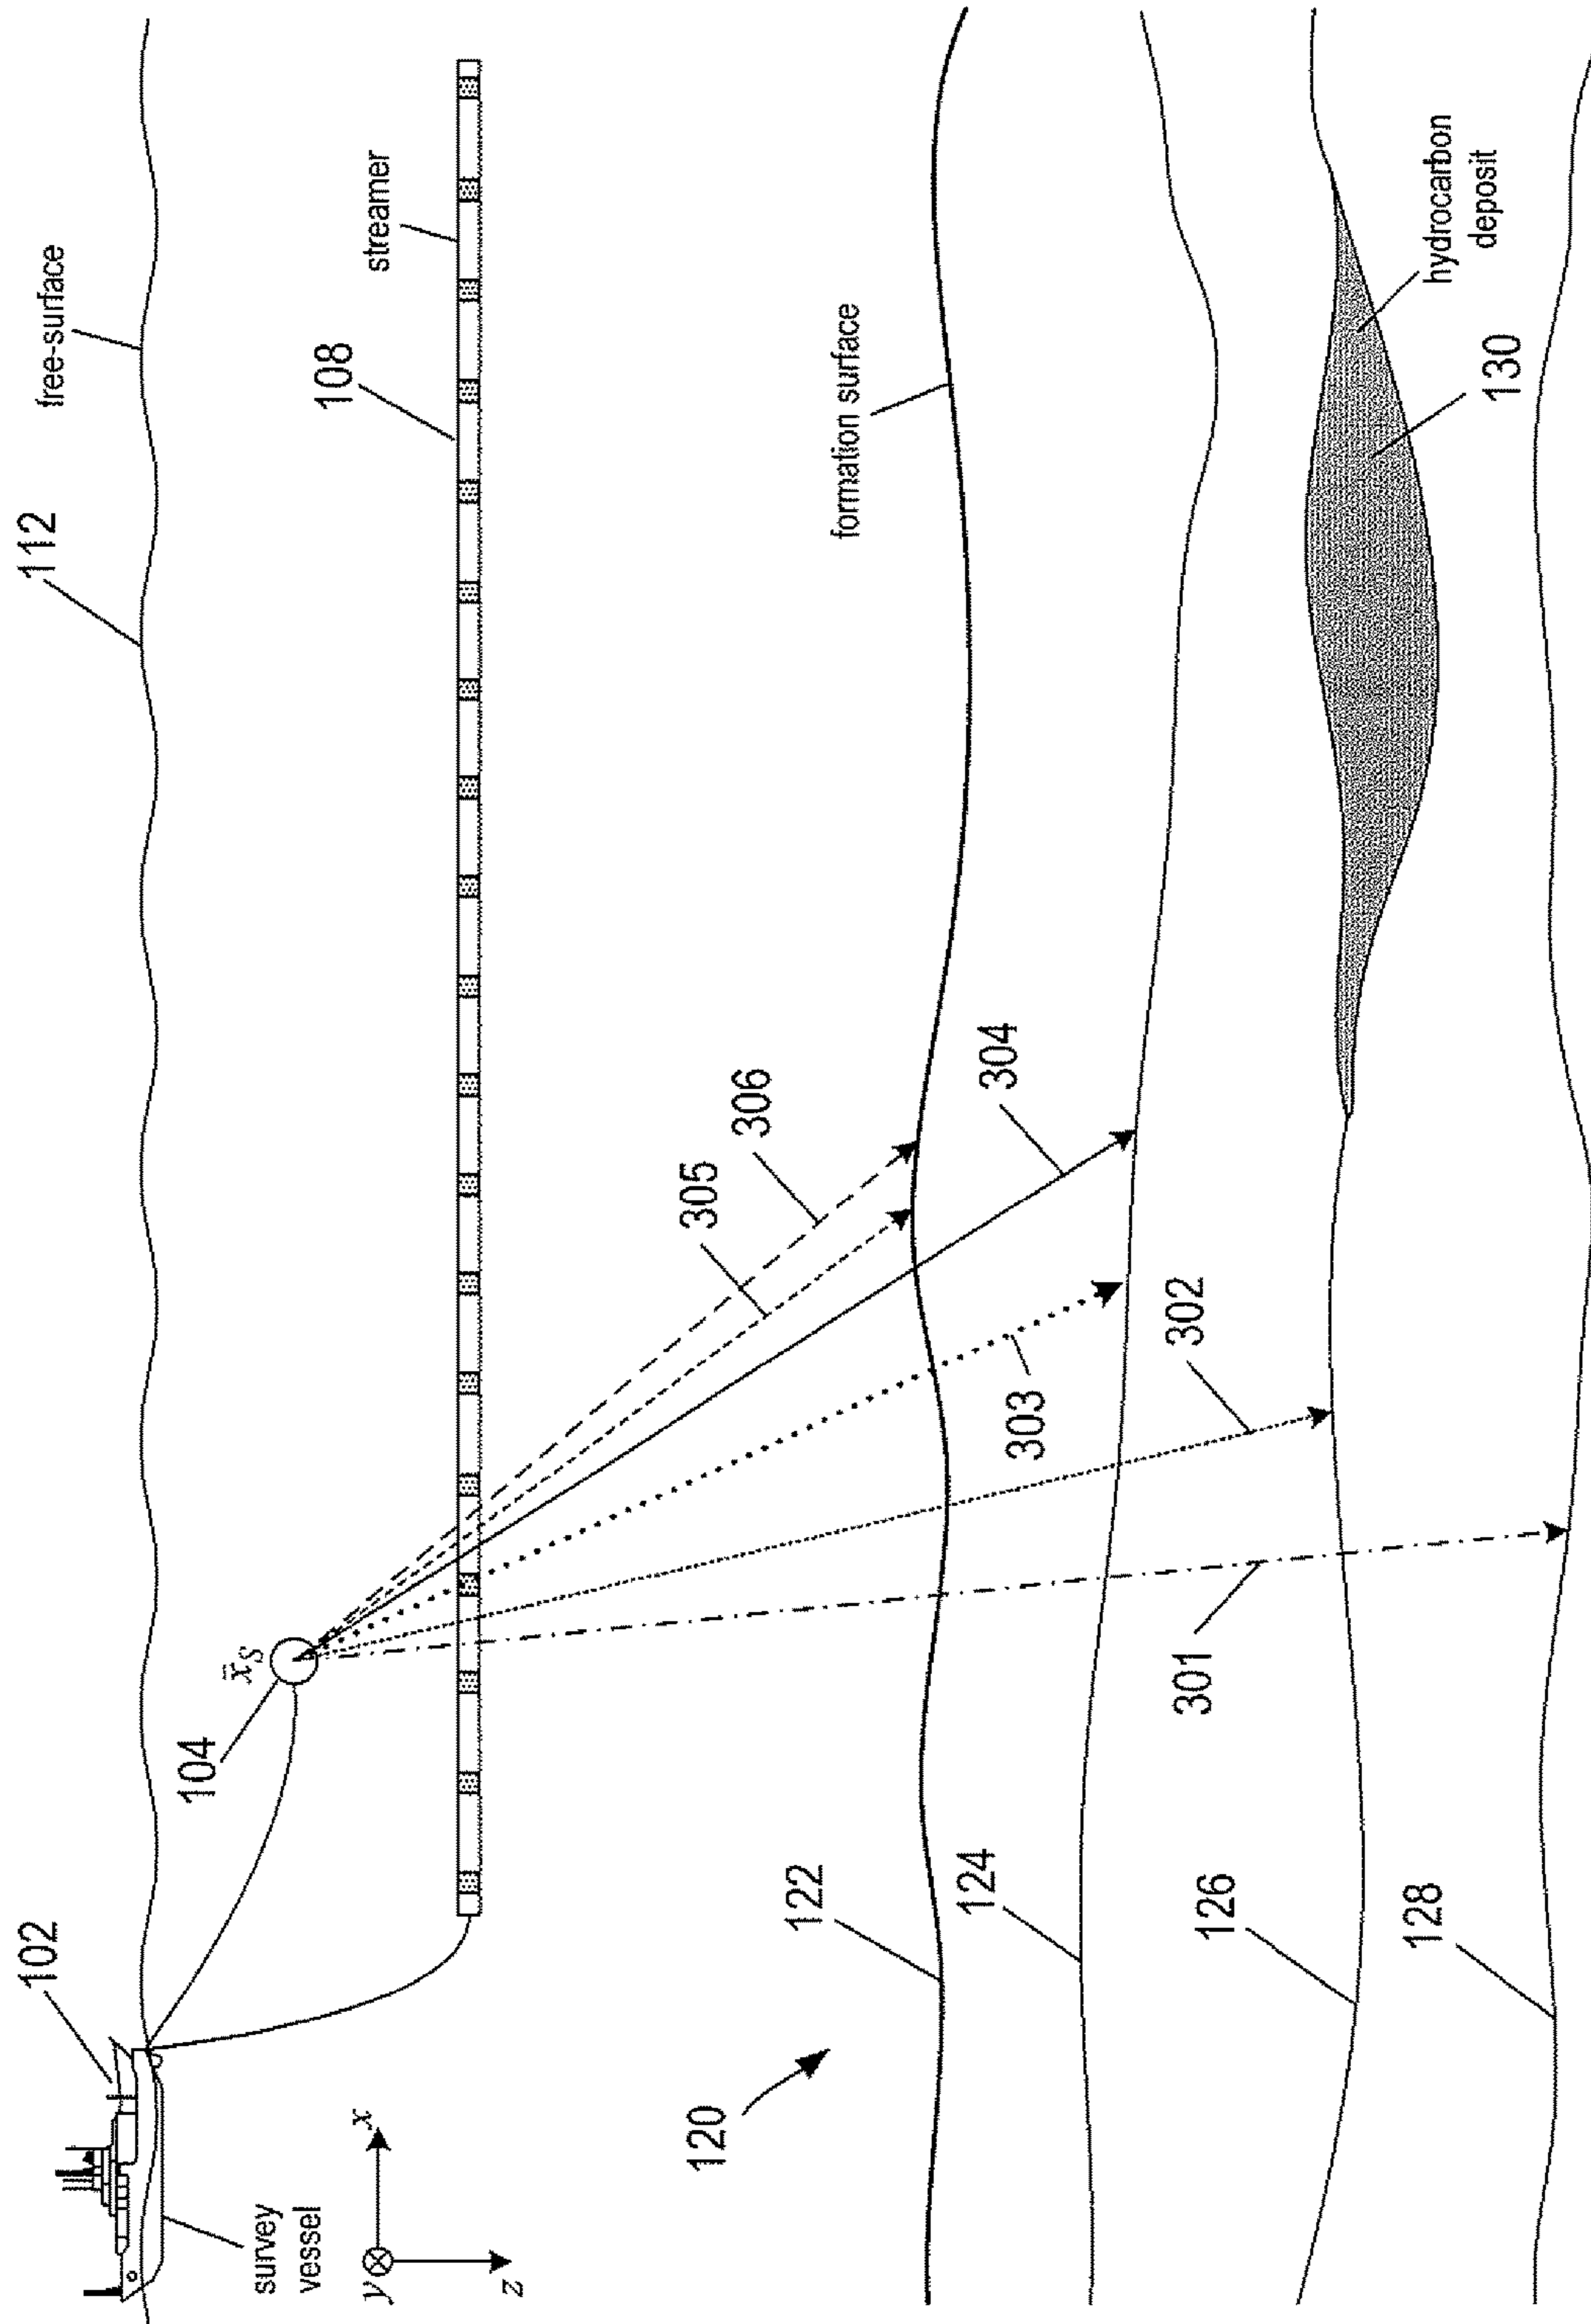 112
free-surface
102
survey
vessel
x
y
z
104
x̄S
108
streamer
305
306
formation surface
120
122
303
304
124
302
301
126
hydrocarbon
deposit
130
128